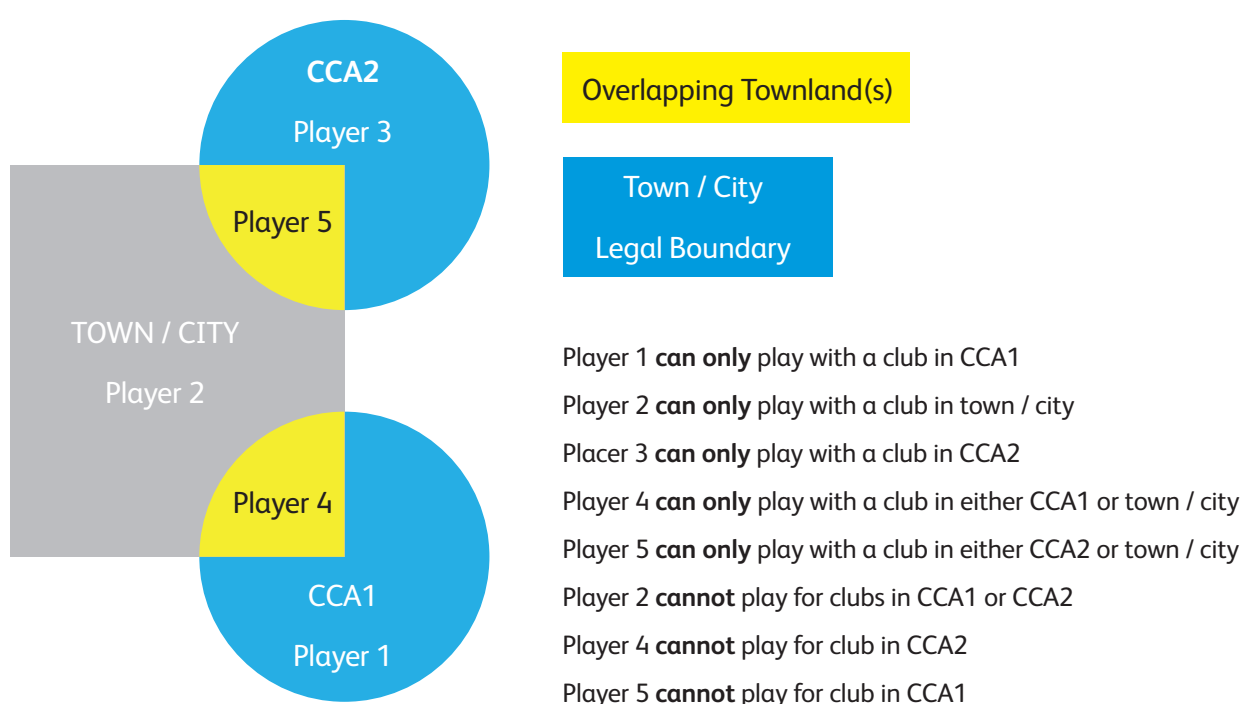 CCA2
Player 3
Player 5
TOWN / CITY
Player 2
Player 4
CCA1
Player 1
Overlapping Townland(s)
Town / City
Legal Boundary
Player 1 can only play with a club in CCA1
Player 2 can only play with a club in town / city
Placer 3 can only play with a club in CCA2
Player 4 can only play with a club in either CCA1 or town / city
Player 5 can only play with a club in either CCA2 or town / city
Player 2 cannot play for clubs in CCA1 or CCA2
Player 4 cannot play for club in CCA2
Player 5 cannot play for club in CCA1